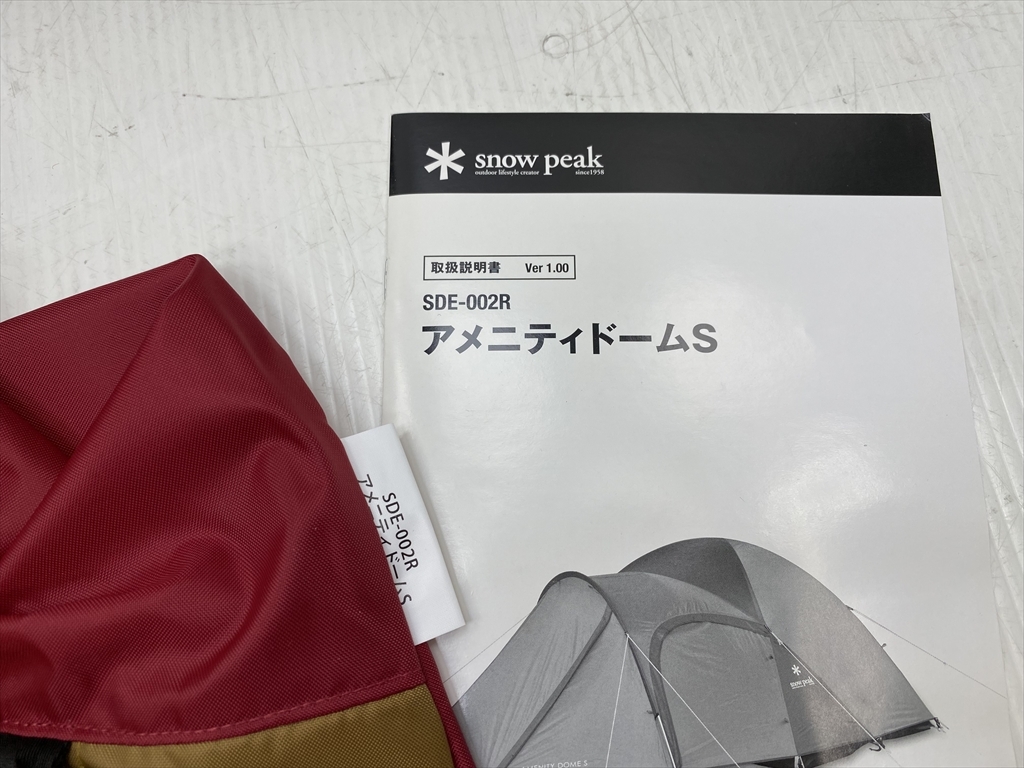 snow peak
outdoor lifestyle creator since1958
取扱説明書 Ver 1.00
SDE-002R
アメニティドームS
SDE-002R
アメニティドームS
snow peak
AMENITY DOME S